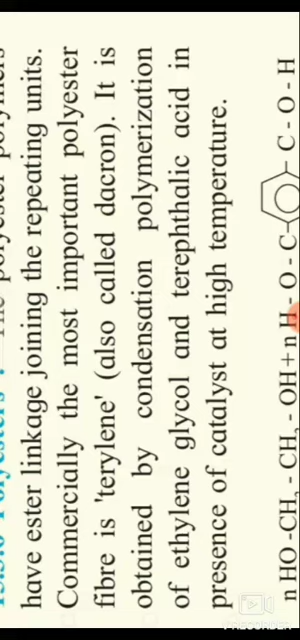 have ester linkage joining the repeating units.
Commercially the most important polyester
fibre is 'terylene' (also called dacron). It is
obtained by condensation polymerization
of ethylene glycol and terephthalic acid in
presence of catalyst at high temperature.
n HO -CH₂ - CH₂ - OH + n H - O - C- - C - O - H